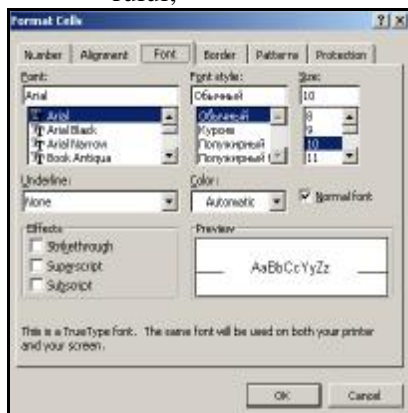 Format Cells
Number Alignment Font Border Patterns Protection
Font: Font style: Size:
Arial Обычный 10
Arial Обычный 8
Arial Black Курсив 9
Arial Narrow Полужирный 10
Book Antiqua Полужирный 11
Underline: Color:
None Automatic Normal font
Effects Preview
Strikethrough
Superscript AaBbCcYyZz
Subscript
This is a TrueType font. The same font will be used on both your printer
and your screen.
OK Cancel